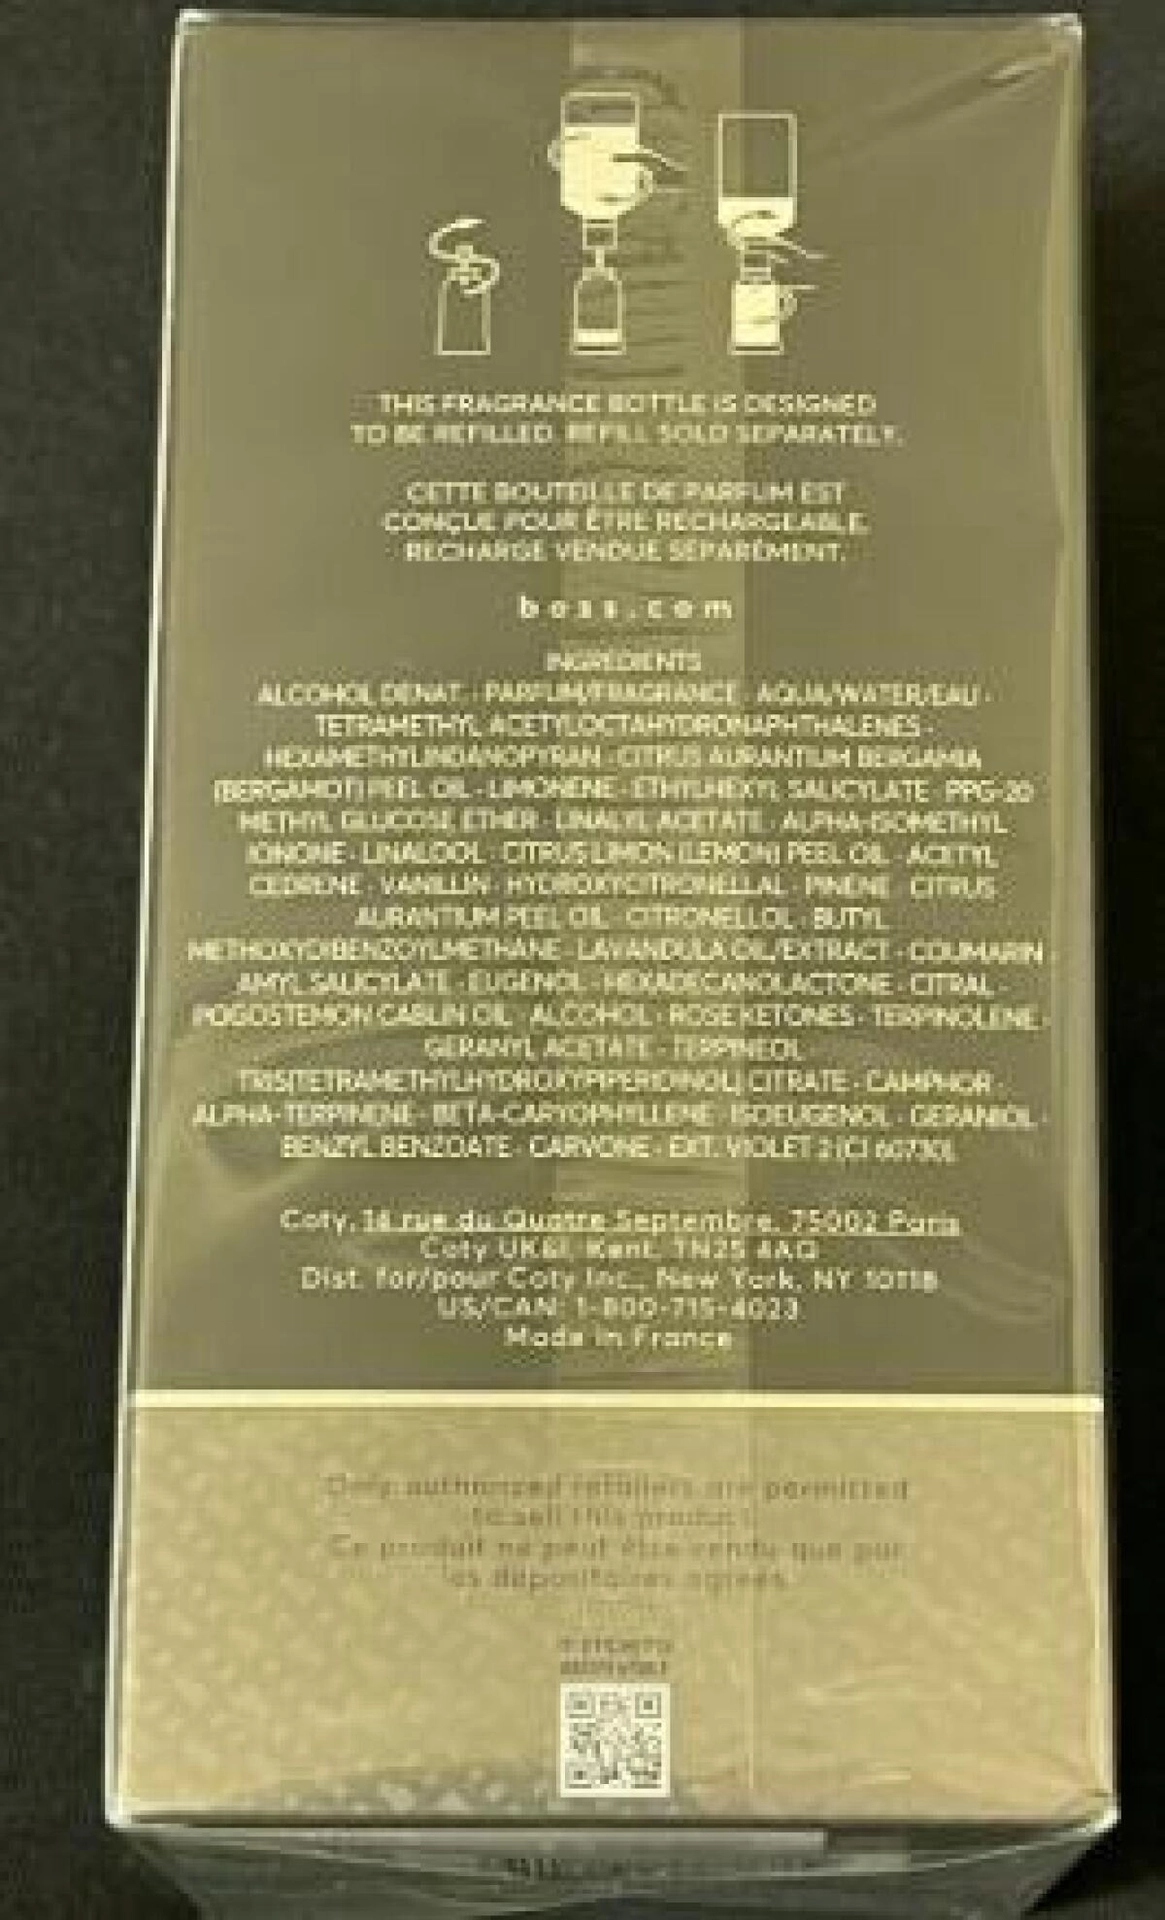 THIS FRAGRANCE BOTTLE IS DESIGNED
TO BE REFILLED. REFILL SOLD SEPARATELY.
CETTE BOUTEILLE DE PARFUM EST
CONÇUE POUR ÊTRE RECHARGEABLE.
RECHARGE VENDUE SÉPARÉMENT.
boss.com
INGREDIENTS
ALCOHOL DENAT. · PARFUM/FRAGRANCE · AQUA/WATER/EAU ·
TETRAMETHYL ACETYLOCTAHYDRONAPHTHALENES ·
HEXAMETHYLINDANOPYRAN · CITRUS AURANTIUM BERGAMIA
(BERGAMOT) PEEL OIL · LIMONENE · ETHYLHEXYL SALICYLATE · PPG-20
METHYL GLUCOSE ETHER · LINALYL ACETATE · ALPHA-ISOMETHYL
IONONE · LINALOOL · CITRUS LIMON (LEMON) PEEL OIL · ACETYL
CEDRENE · VANILLIN · HYDROXYCITRONELLAL · PINENE · CITRUS
AURANTIUM PEEL OIL · CITRONELLOL · BUTYL
METHOXYDIBENZOYLMETHANE · LAVANDULA OIL/EXTRACT · COUMARIN ·
AMYL SALICYLATE · EUGENOL · HEXADECANOLACTONE · CITRAL ·
POGOSTEMON CABLIN OIL · ALCOHOL · ROSE KETONES · TERPINOLENE ·
GERANYL ACETATE · TERPINEOL ·
TRIS(TETRAMETHYLHYDROXYPIPERIDINOL) CITRATE · CAMPHOR ·
ALPHA-TERPINENE · BETA-CARYOPHYLLENE · ISOEUGENOL · GERANIOL ·
BENZYL BENZOATE · CARVONE · EXT. VIOLET 2 (CI 60730).
Coty, 14 rue du Quatre Septembre, 75002 Paris
Coty UK&I, Kent, TN25 4AQ
Dist. for/pour Coty Inc., New York, NY 10118
US/CAN: 1-800-715-4023
Made in France
Only authorized retailers are permitted
to sell this product.
Ce produit ne peut être vendu que par
les dépositaires agréés.